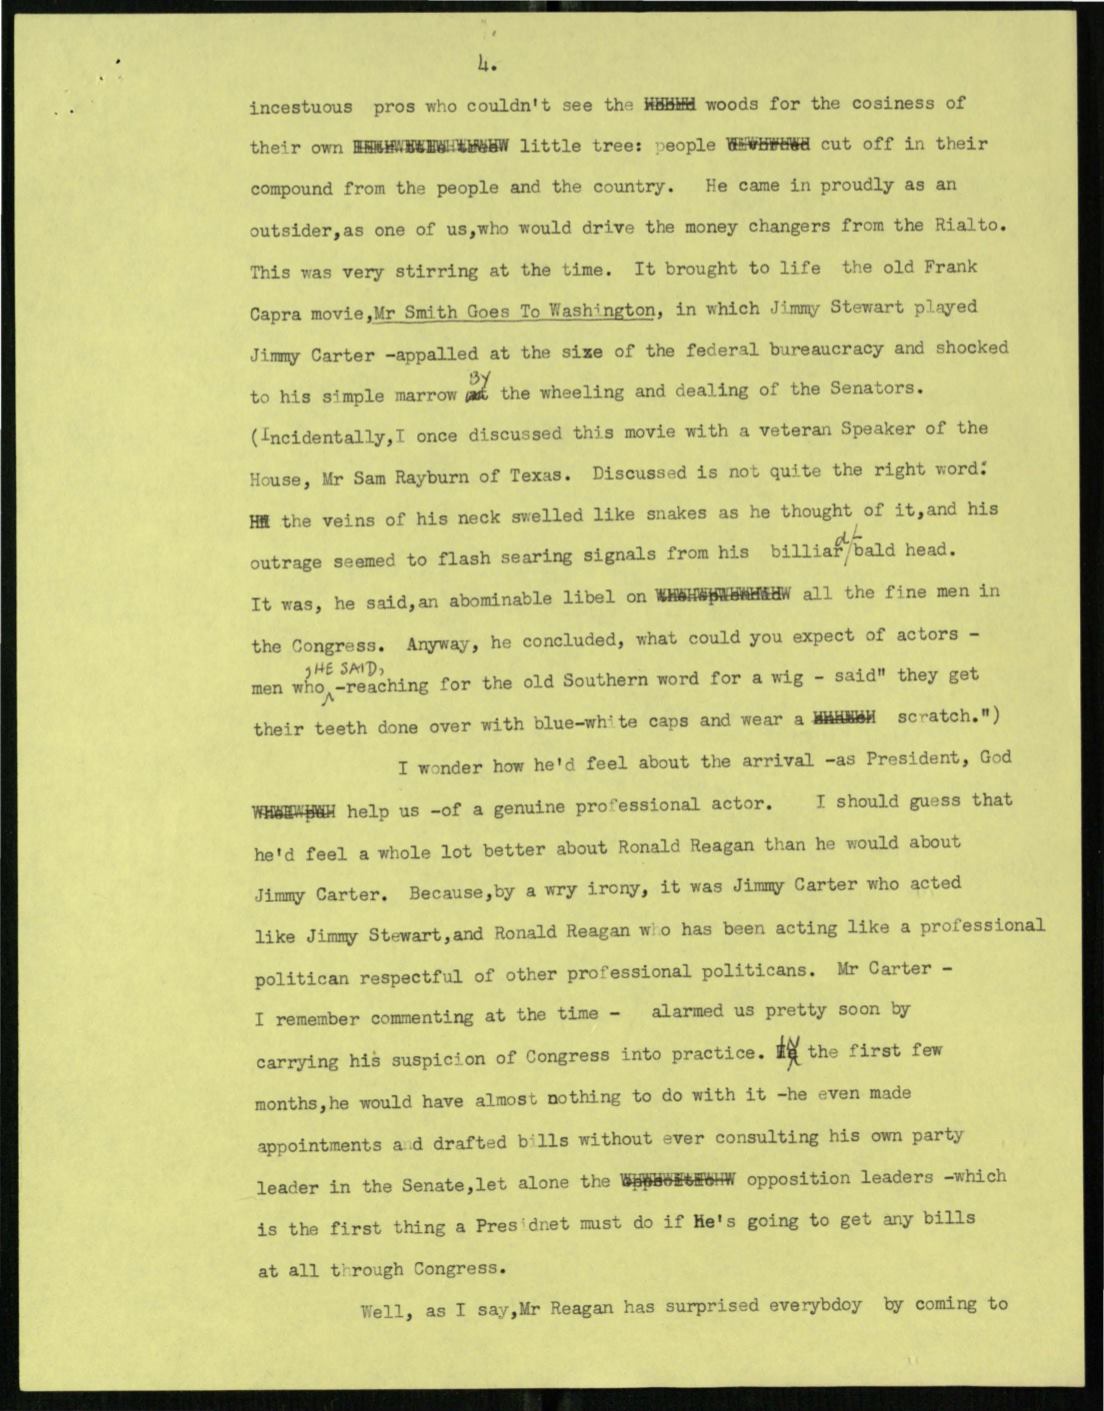 4.
incestuous pros who couldn't see the woods for the cosiness of
their own little tree: people cut off in their
compound from the people and the country. He came in proudly as an
outsider,as one of us,who would drive the money changers from the Rialto.
This was very stirring at the time. It brought to life the old Frank
Capra movie,Mr Smith Goes To Washington, in which Jimmy Stewart played
Jimmy Carter -appalled at the sixe of the federal bureaucracy and shocked
to his simple marrow BY the wheeling and dealing of the Senators.
(Incidentally,I once discussed this movie with a veteran Speaker of the
House, Mr Sam Rayburn of Texas. Discussed is not quite the right word:
the veins of his neck swelled like snakes as he thought of it,and his
outrage seemed to flash searing signals from his billiard/bald head.
It was, he said,an abominable libel on all the fine men in
the Congress. Anyway, he concluded, what could you expect of actors -
men who, HE SAID, -reaching for the old Southern word for a wig - said" they get
their teeth done over with blue-white caps and wear a scratch.")
I wonder how he'd feel about the arrival -as President, God
help us -of a genuine professional actor. I should guess that
he'd feel a whole lot better about Ronald Reagan than he would about
Jimmy Carter. Because,by a wry irony, it was Jimmy Carter who acted
like Jimmy Stewart,and Ronald Reagan who has been acting like a professional
politican respectful of other professional politicans. Mr Carter -
I remember commenting at the time - alarmed us pretty soon by
carrying his suspicion of Congress into practice. IN the first few
months,he would have almost nothing to do with it -he even made
appointments and drafted bills without ever consulting his own party
leader in the Senate,let alone the opposition leaders -which
is the first thing a Presidnet must do if He's going to get any bills
at all through Congress.
Well, as I say,Mr Reagan has surprised everybdoy by coming to